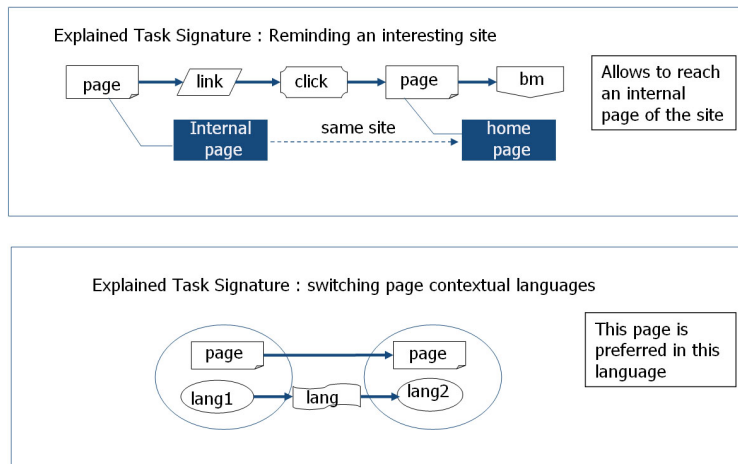 Explained Task Signature : Reminding an interesting site
page link click page bm
Allows to reach
an internal
page of the site
Internal
page
same site
home
page
Explained Task Signature : switching page contextual languages
page page
lang1 lang lang2
This page is
preferred in this
language